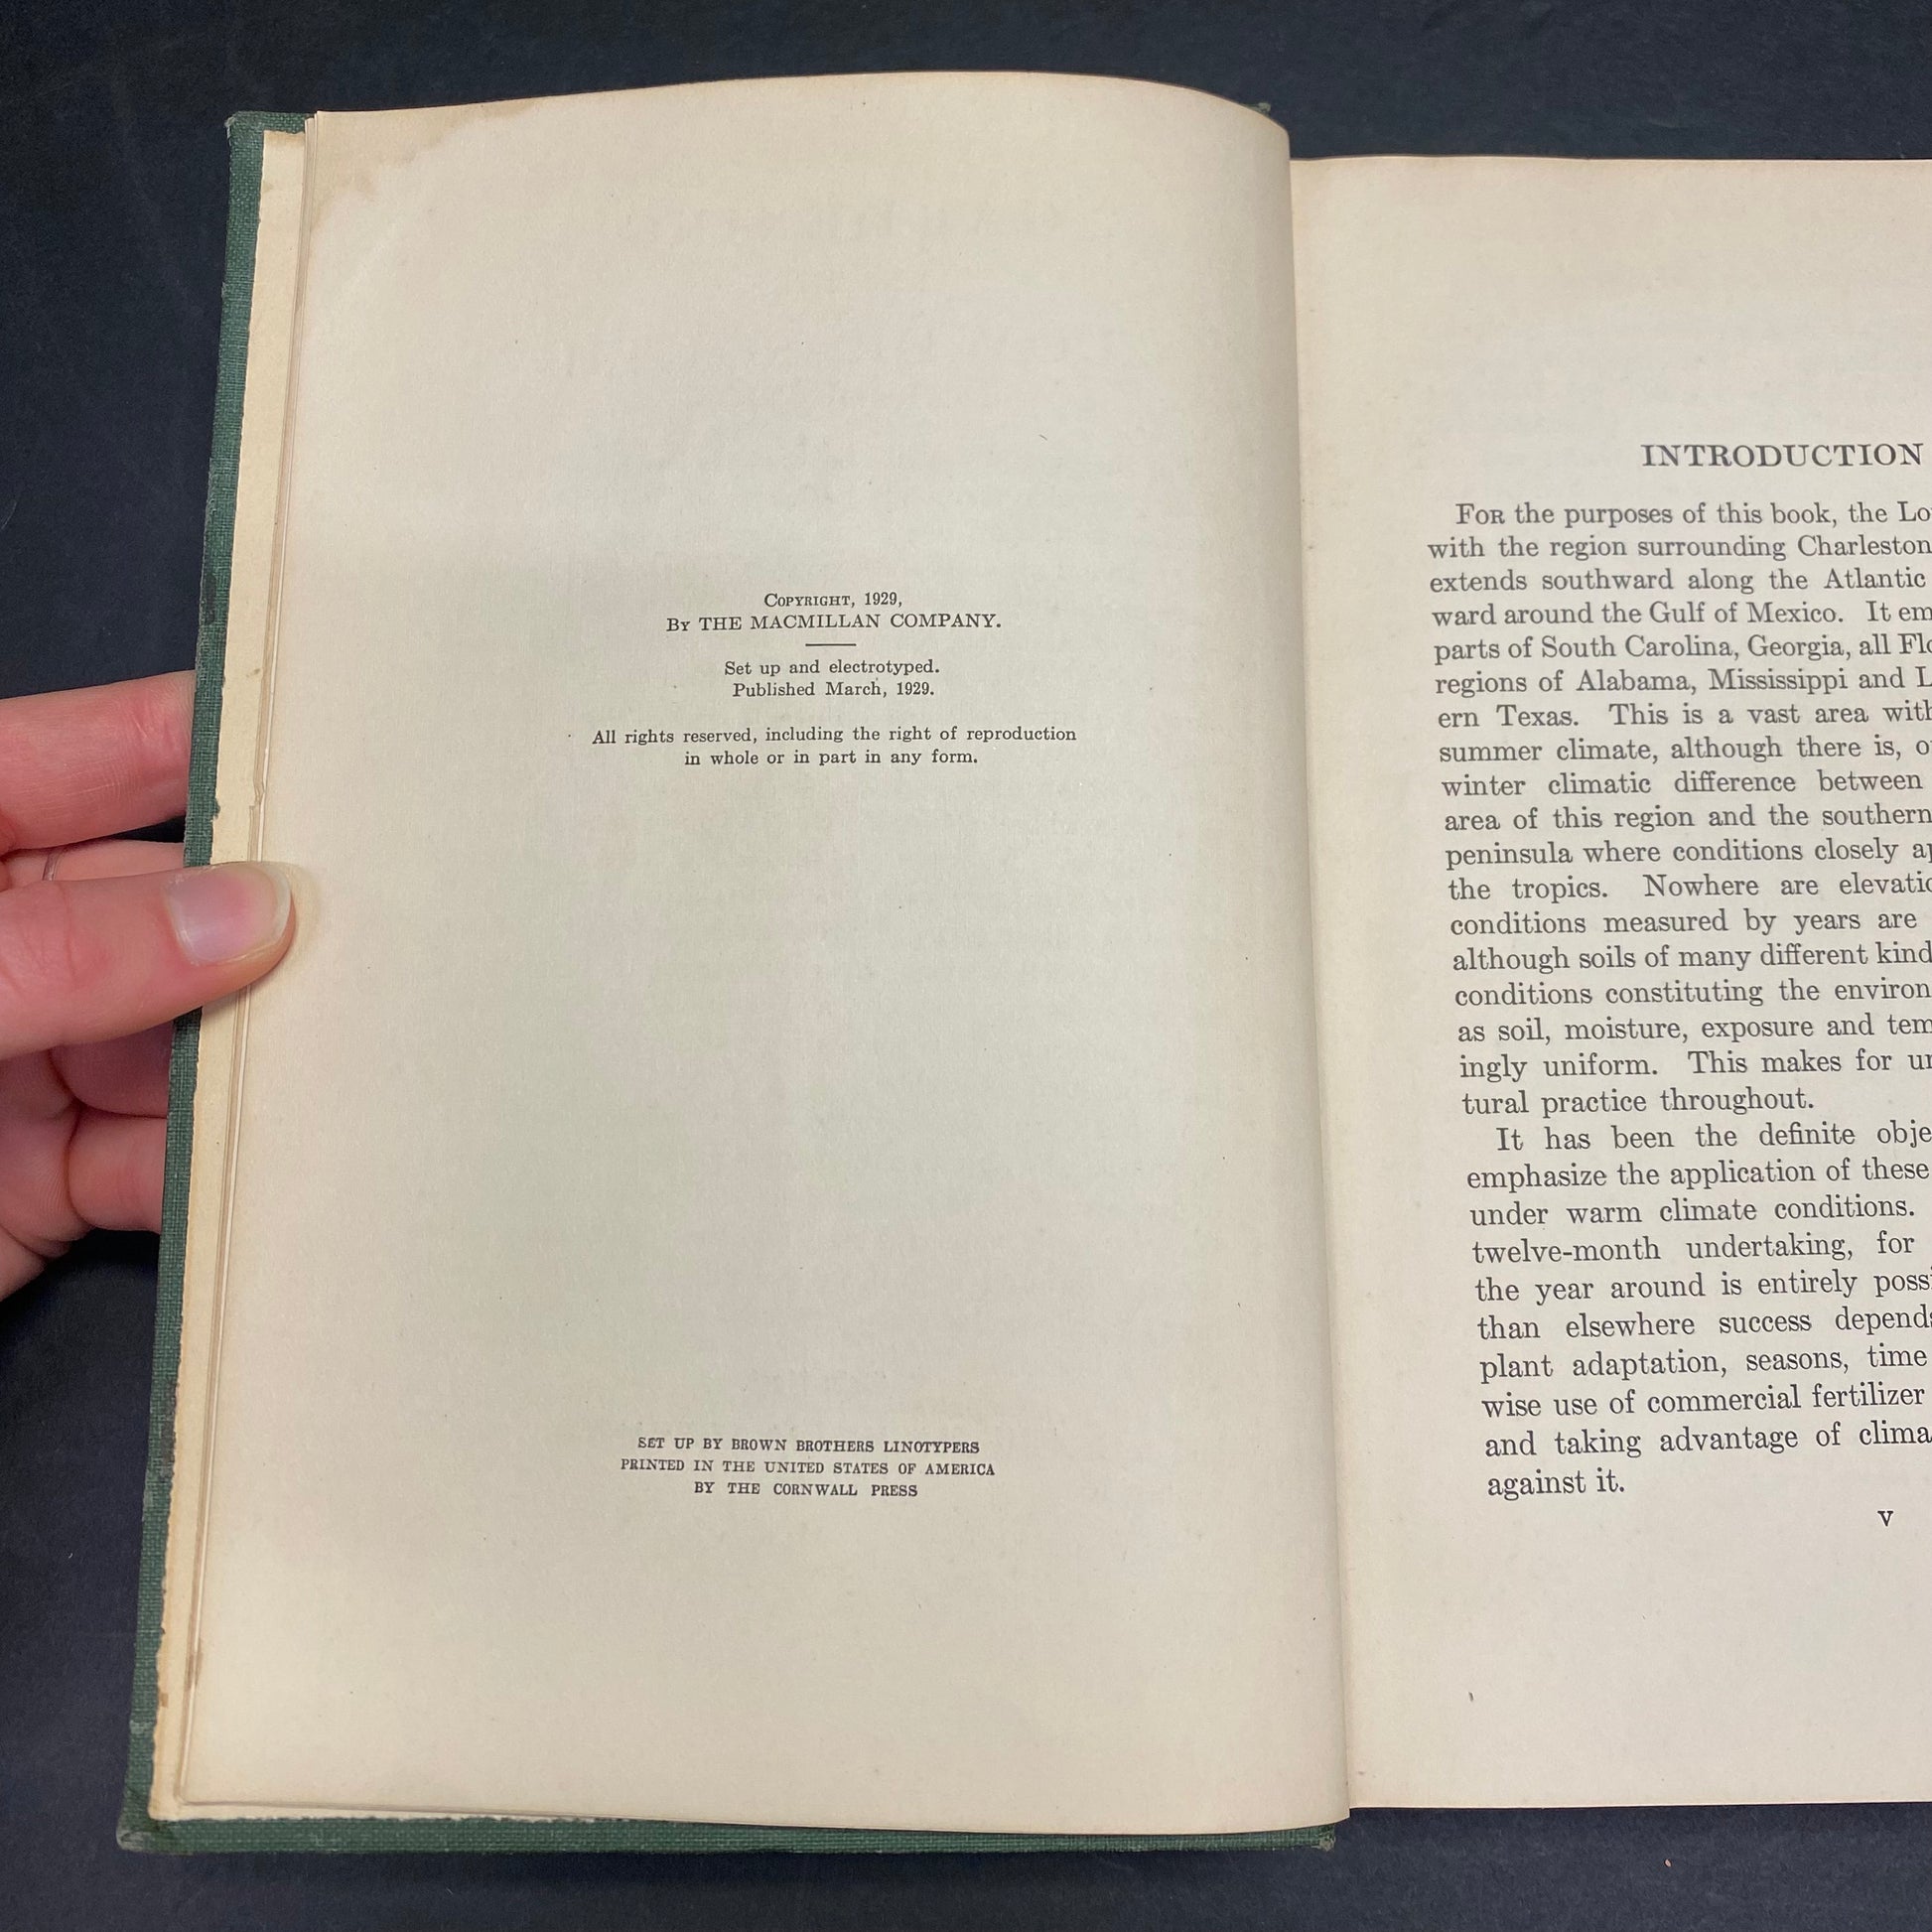 COPYRIGHT, 1929,
BY THE MACMILLAN COMPANY.
Set up and electrotyped.
Published March, 1929.
All rights reserved, including the right of reproduction
in whole or in part in any form.
SET UP BY BROWN BROTHERS LINOTYPERS
PRINTED IN THE UNITED STATES OF AMERICA
BY THE CORNWALL PRESS
INTRODUCTION
FOR the purposes of this book, the
with the region surrounding Charleston
extends southward along the Atlantic
ward around the Gulf of Mexico. It
parts of South Carolina, Georgia, all
regions of Alabama, Mississippi and
ern Texas. This is a vast area with
summer climate, although there is,
winter climatic difference between
area of this region and the southern
peninsula where conditions closely
the tropics. Nowhere are
conditions measured by years are
although soils of many different
conditions constituting the
as soil, moisture, exposure and
ingly uniform. This makes for
tural practice throughout.
It has been the definite
emphasize the application of these
under warm climate conditions.
twelve-month undertaking, for
the year around is entirely
than elsewhere success depends
plant adaptation, seasons, time
wise use of commercial fertilizer
and taking advantage of
against it.
v